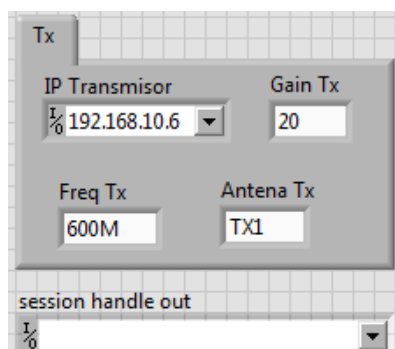 Tx
IP Transmisor Gain Tx
192.168.10.6 20
Freq Tx Antena Tx
600M TX1
session handle out